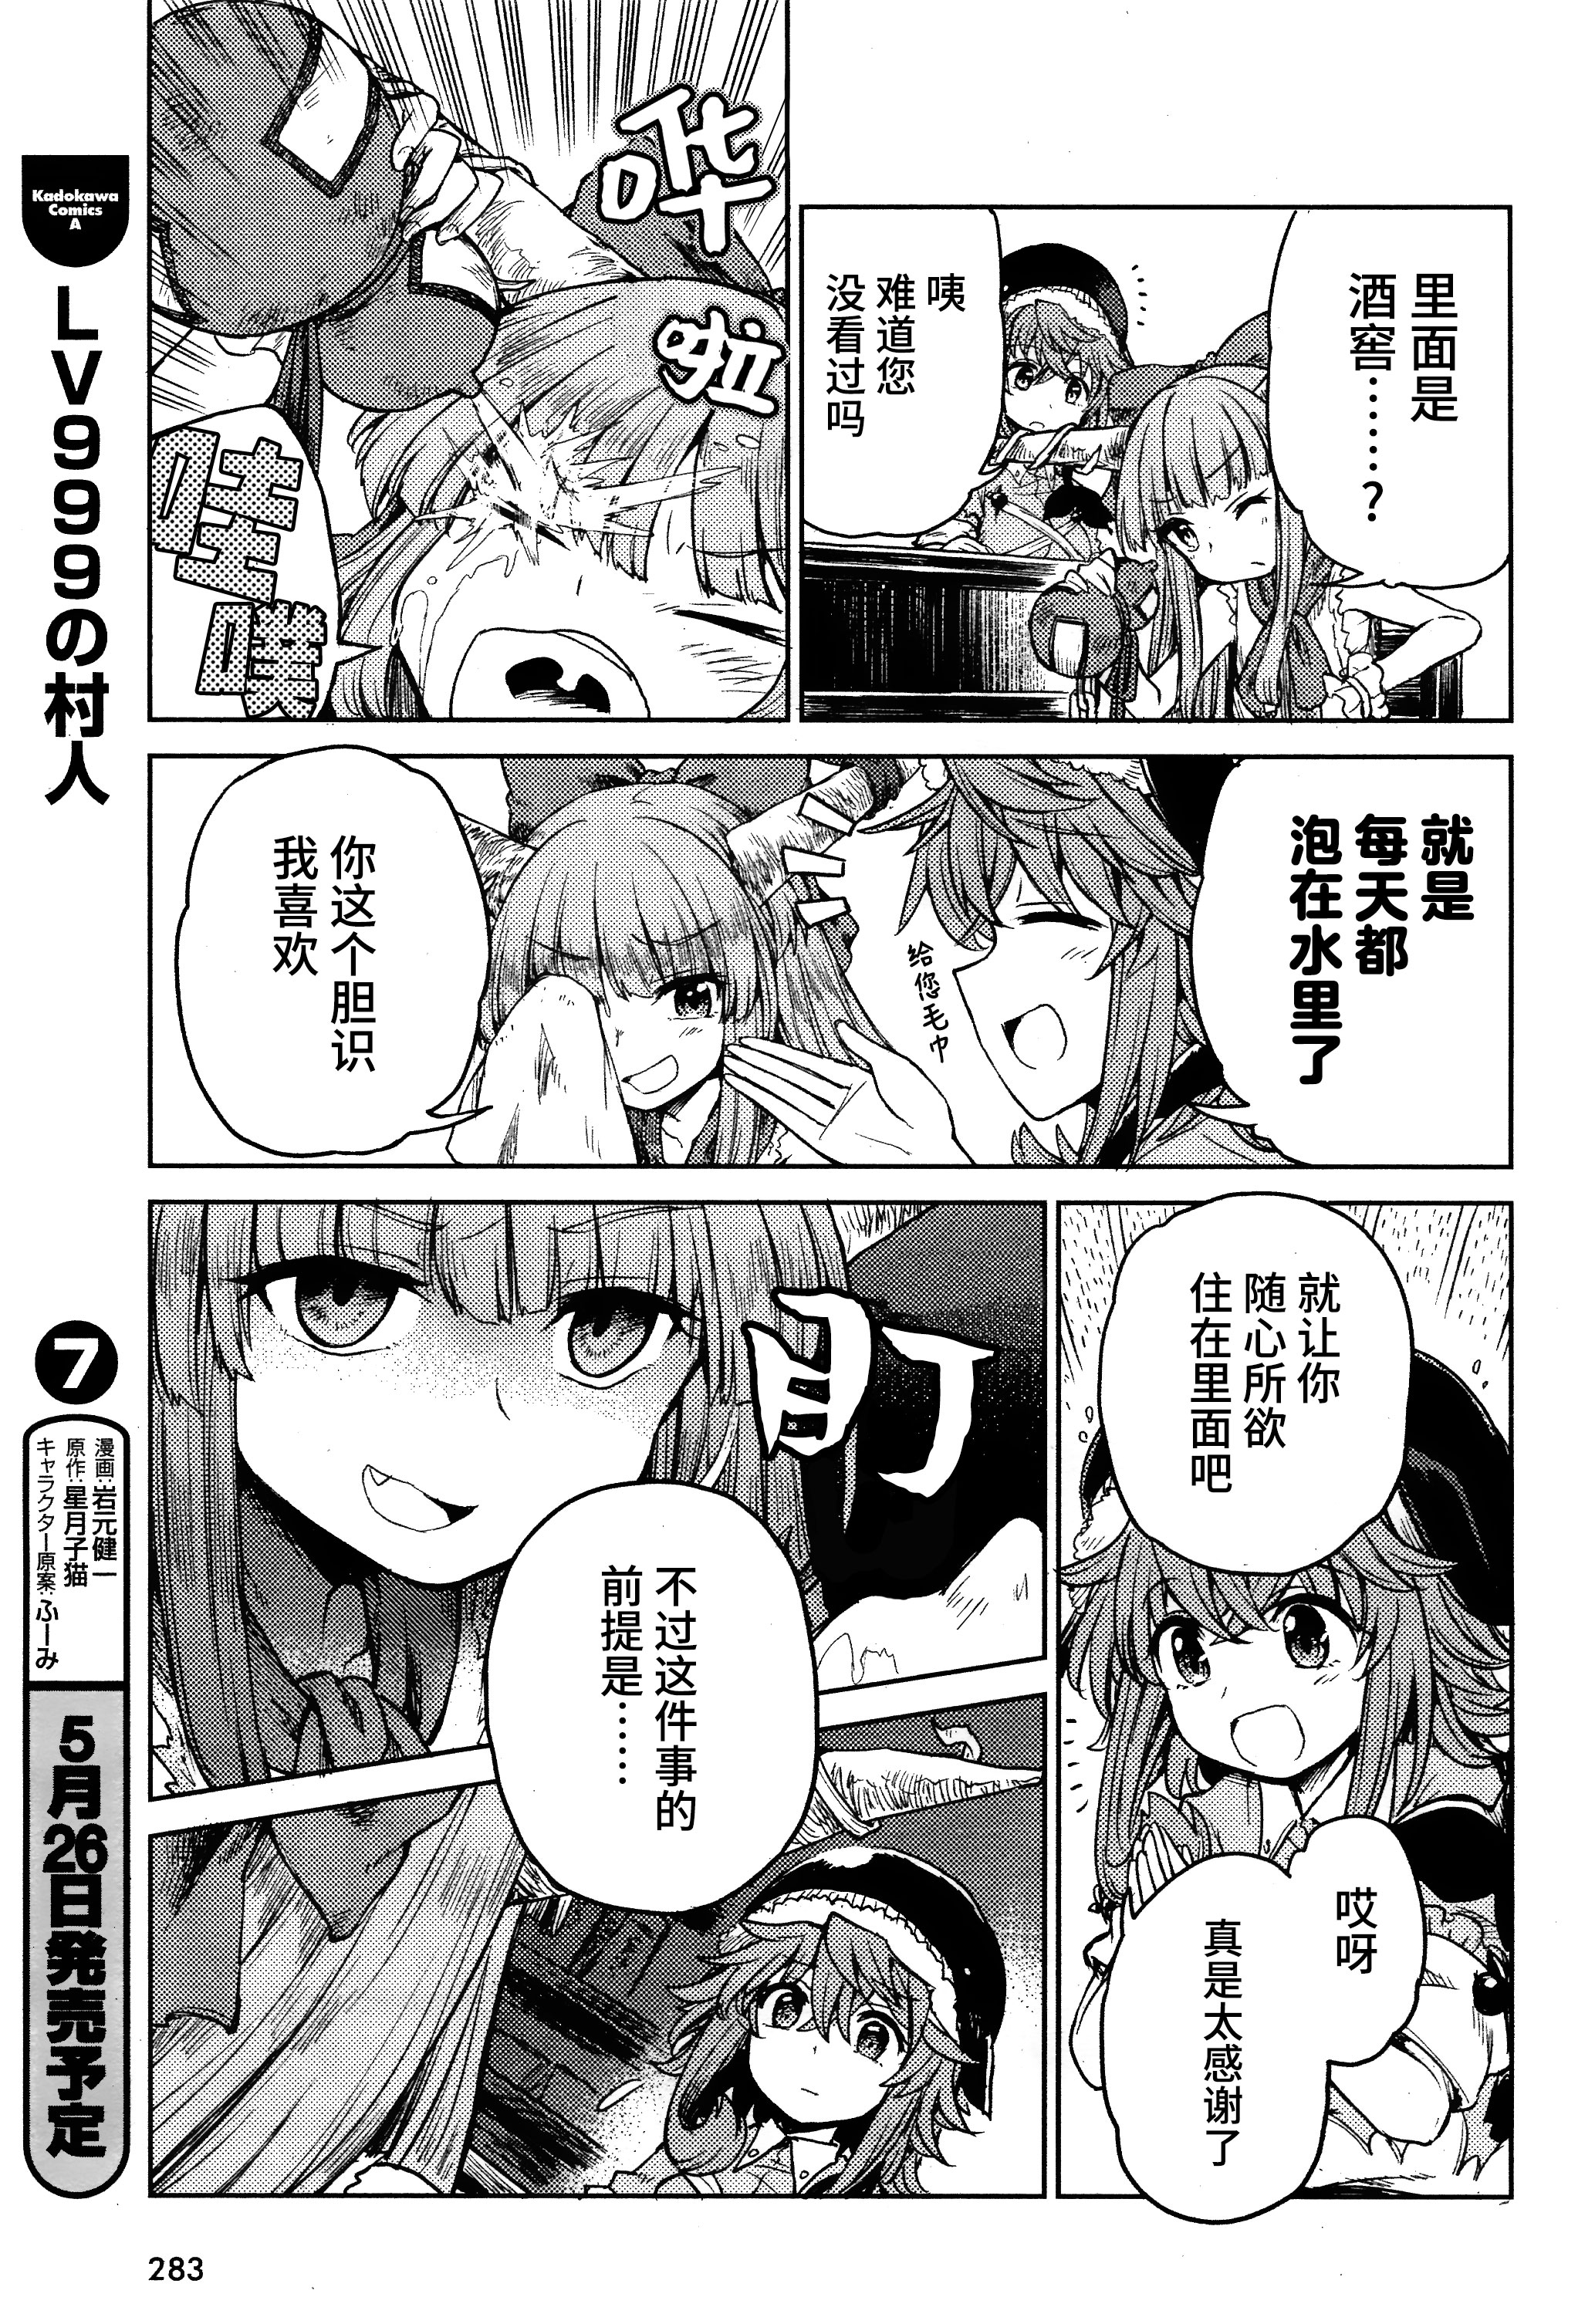 里面是
酒窖……?
咦
难道您
没看过吗
哗
啦
哇
噗
就是
每天都
泡在水里了
给您毛巾
你这个胆识
我喜欢
就让你
随心所欲
住在里面吧
哎呀
真是太感谢了
盯
不过这件事的
前提是……
Kadokawa
Comics
A
LV999の村人
7
漫画:岩元健一
原作:星月子猫
キャラクター原案:ふーみ
5月26日発売予定
283